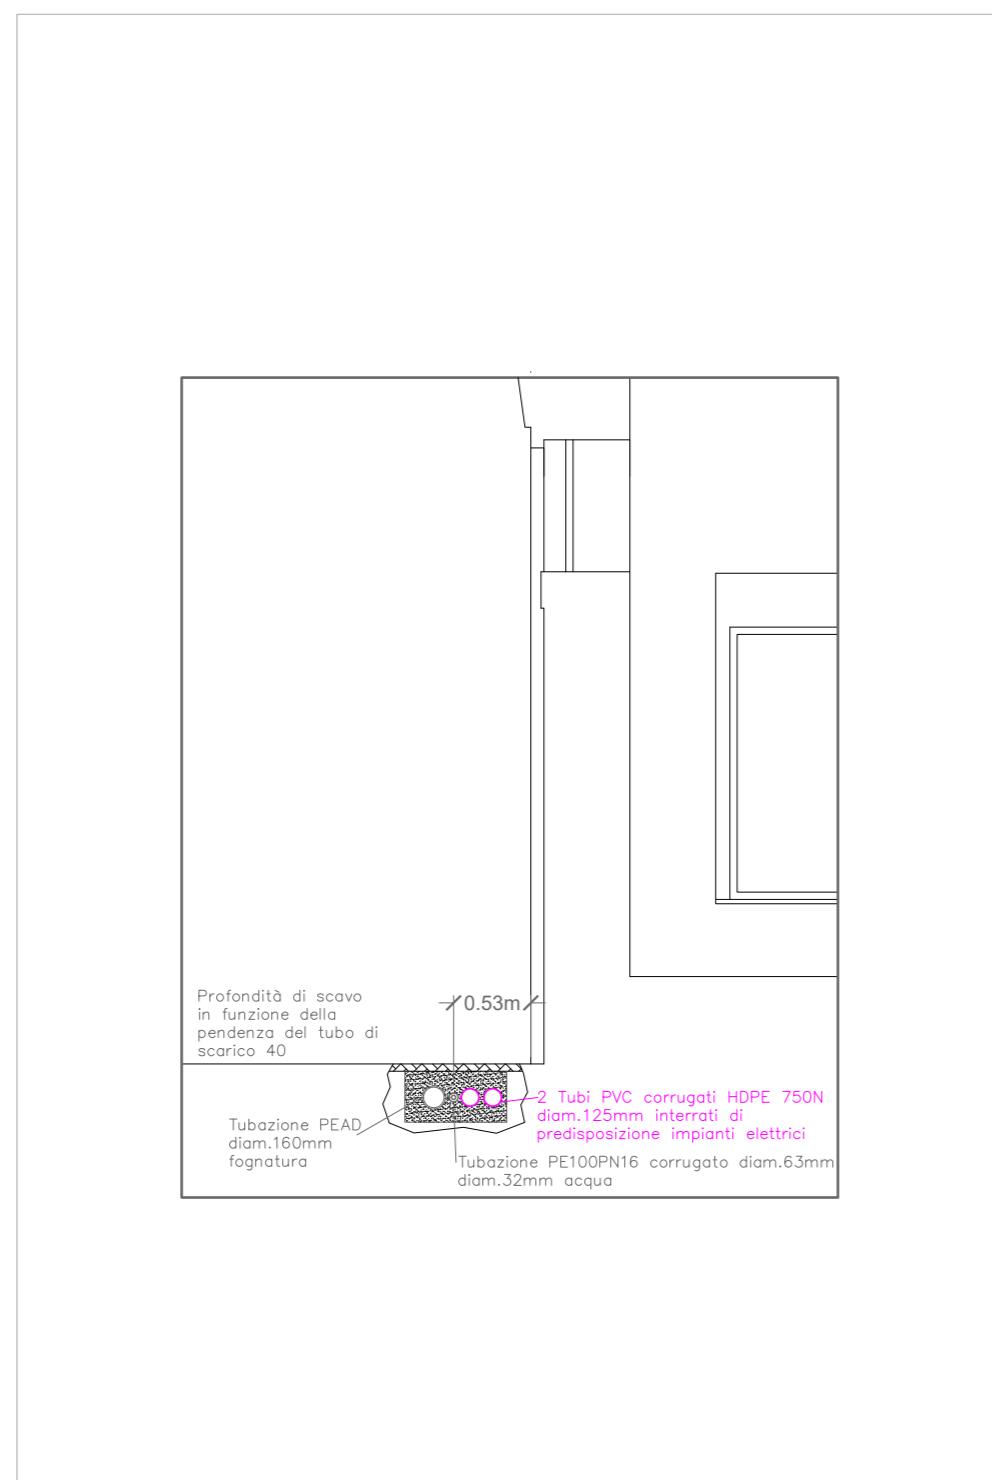 Profondità di scavo
in funzione della
pendenza del tubo di
scarico 40
0.53m
Tubazione PEAD
diam.160mm
fognatura
2 Tubi PVC corrugati HDPE 750N
diam.125mm interrati di
predisposizione impianti elettrici
Tubazione PE100PN16 corrugato diam.63mm
diam.32mm acqua